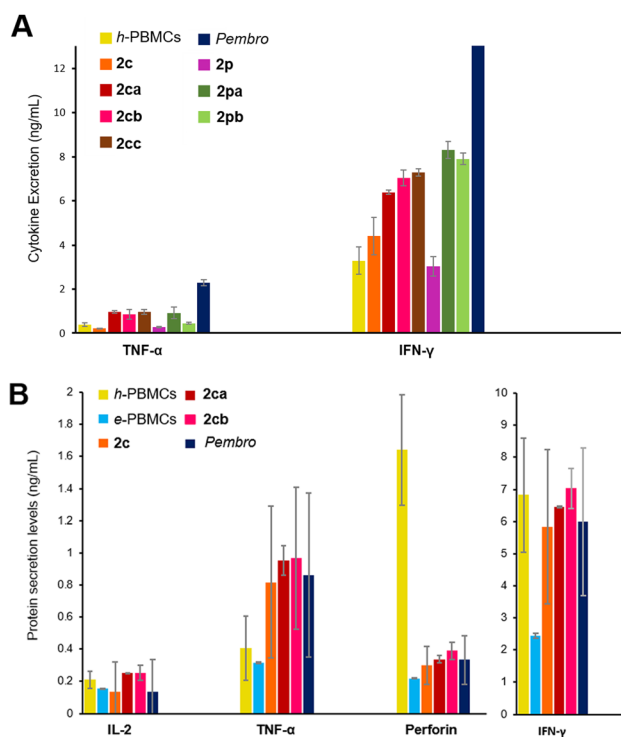 A
h-PBMCs
Pembro
2c
2p
2ca
2pa
2cb
2pb
2cc
Cytokine Excretion (ng/mL)
12
10
8
6
4
2
0
TNF-α
IFN-γ
B
h-PBMCs
2ca
e-PBMCs
2cb
2c
Pembro
Protein secretion levels (ng/mL)
2
1.8
1.6
1.4
1.2
1
0.8
0.6
0.4
0.2
0
IL-2
TNF-α
Perforin
10
9
8
7
6
5
4
3
2
1
0
IFN-γ